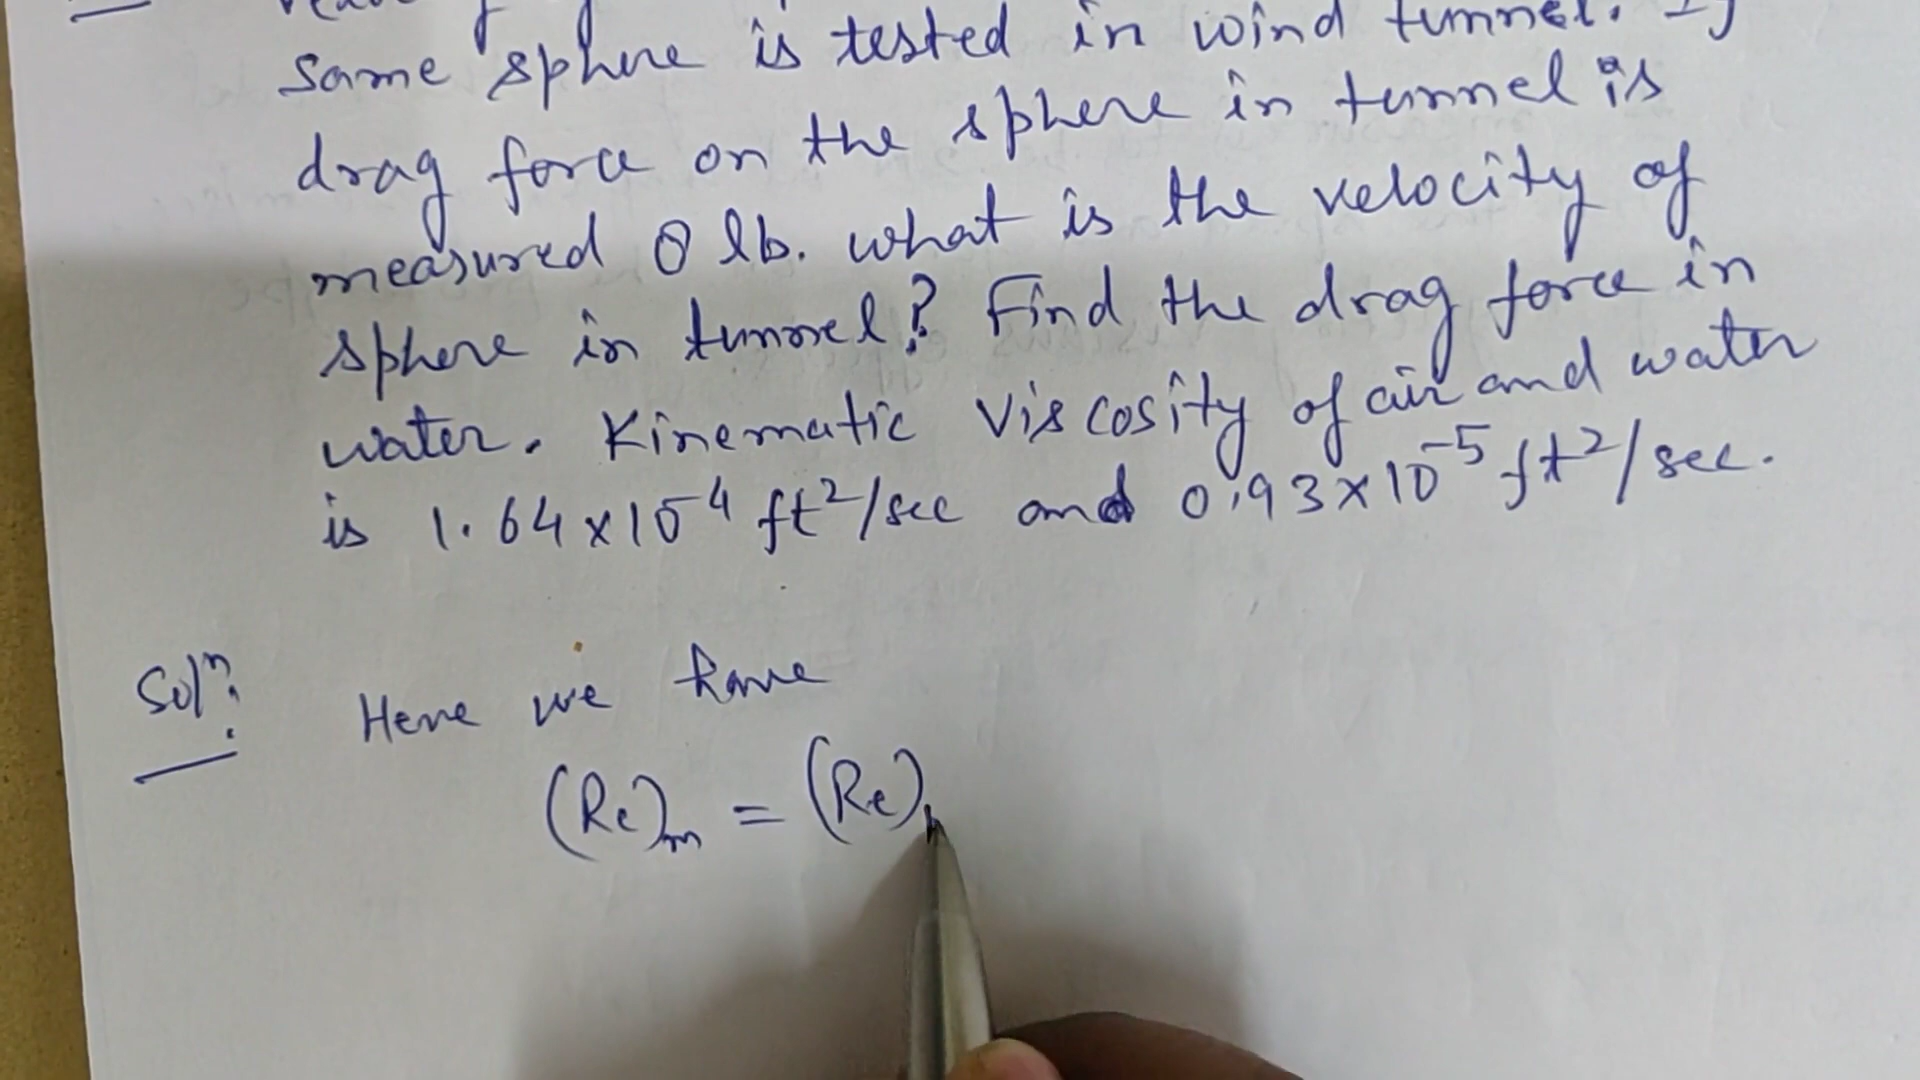 same sphere is tested in wind tunnel. If
drag force on the sphere in tunnel is
measured 8 lb. what is the velocity of
sphere in tunnel? Find the drag force in
water. Kinematic viscosity of air and water
is 1.64×10⁻⁴ ft²/sec and 0.93×10⁻⁵ ft²/sec.
Solⁿ: Here we have
(Re)ₘ = (Re)